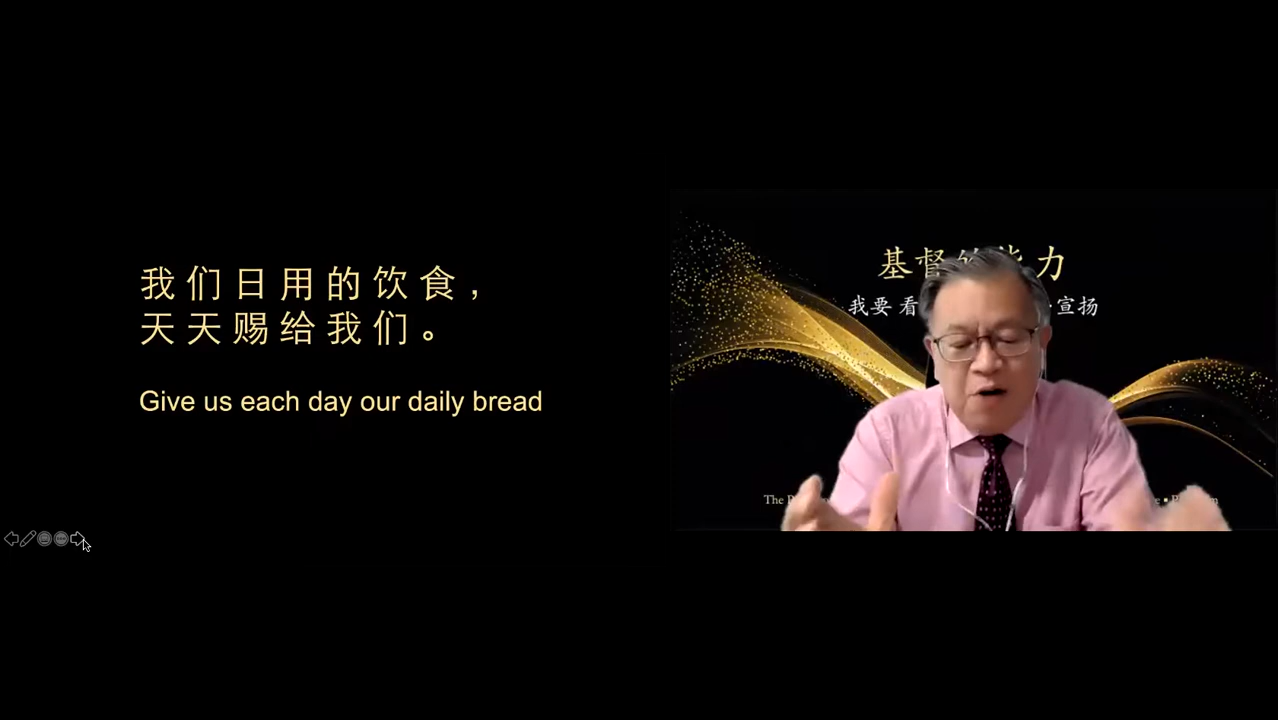 我们日用的饮食，
天天赐给我们。
Give us each day our daily bread
基督 力
我要看 宣扬
The